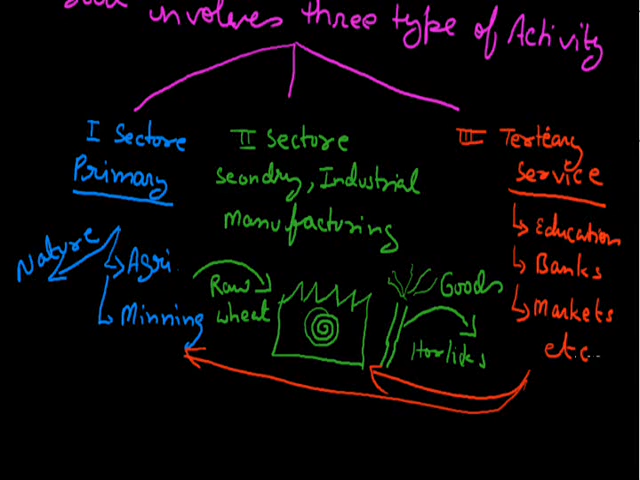 involves three type of Activity
I Sectore
Primary
Nature
Agri.
Minning
II Sectore
seondry, Industrial
Manufacturing
Raw
wheat
Goods
Horlicks
III Tertiary
Service
Education
Banks
Markets
etc...